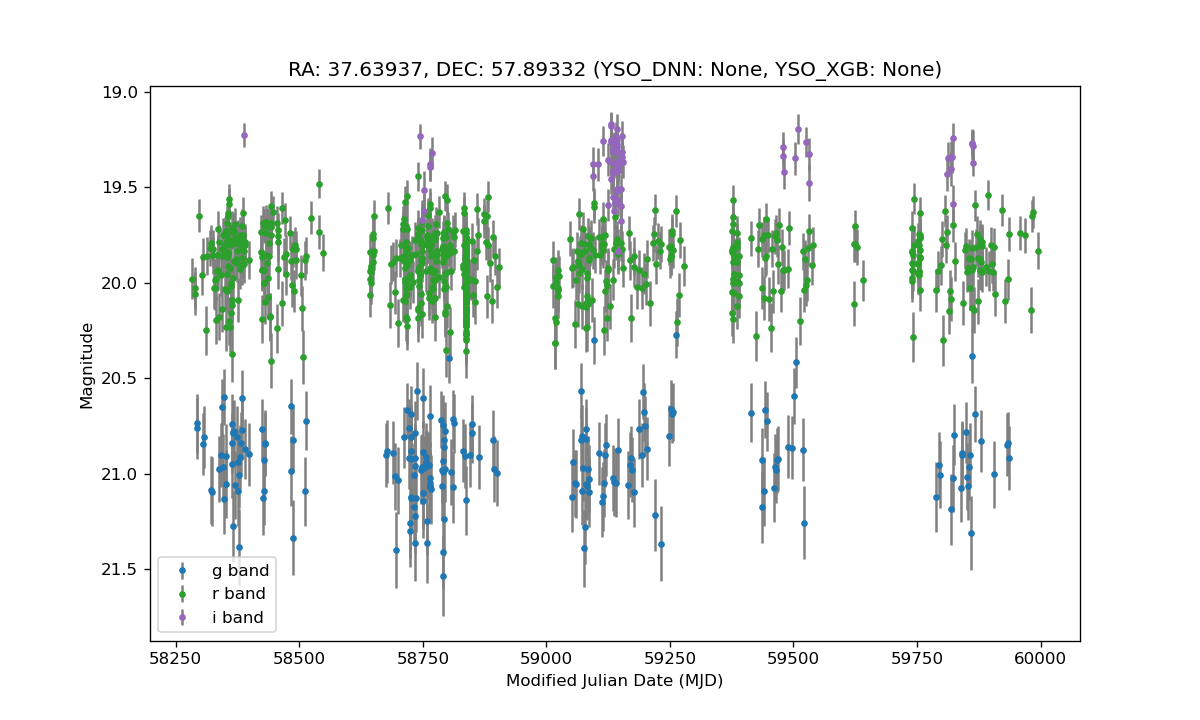 RA: 37.63937, DEC: 57.89332 (YSO_DNN: None, YSO_XGB: None)
19.0
19.5
20.0
20.5
21.0
21.5
Magnitude
g band
r band
i band
58250 58500 58750 59000 59250 59500 59750 60000
Modified Julian Date (MJD)